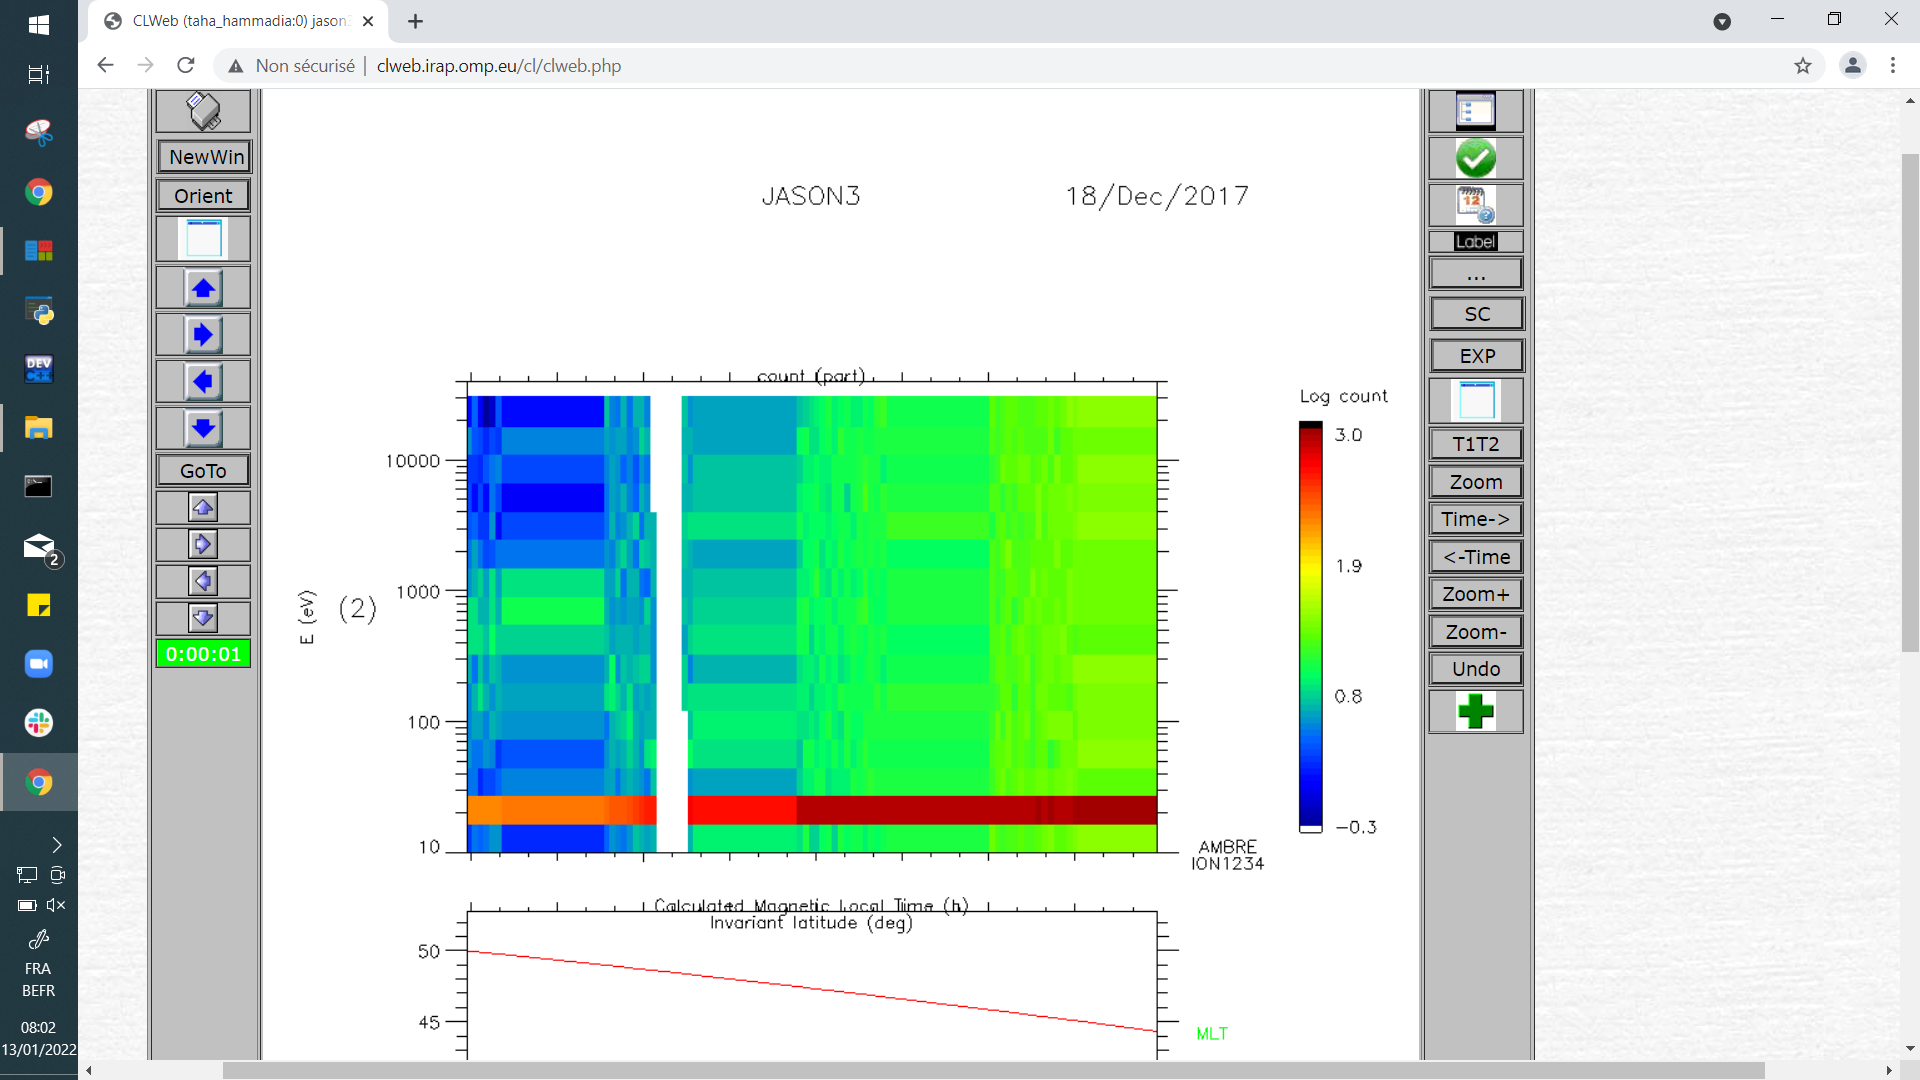 CLWeb (taha_hammadia:0) jason3
Non sécurisé | clweb.irap.omp.eu/cl/clweb.php
NewWin
Orient
GoTo
0:00:01
JASON3 18/Dec/2017
count (part)
10000
1000
100
10
E (eV)
(2)
Log count
3.0
1.9
0.8
−0.3
AMBRE
ION1234
Calculated Magnetic Local Time (h)
Invariant latitude (deg)
50
45
MLT
12
Label
...
SC
EXP
T1T2
Zoom
Time->
<-Time
Zoom+
Zoom-
Undo
DEV
C++
2
FRA
BEFR
08:02
13/01/2022